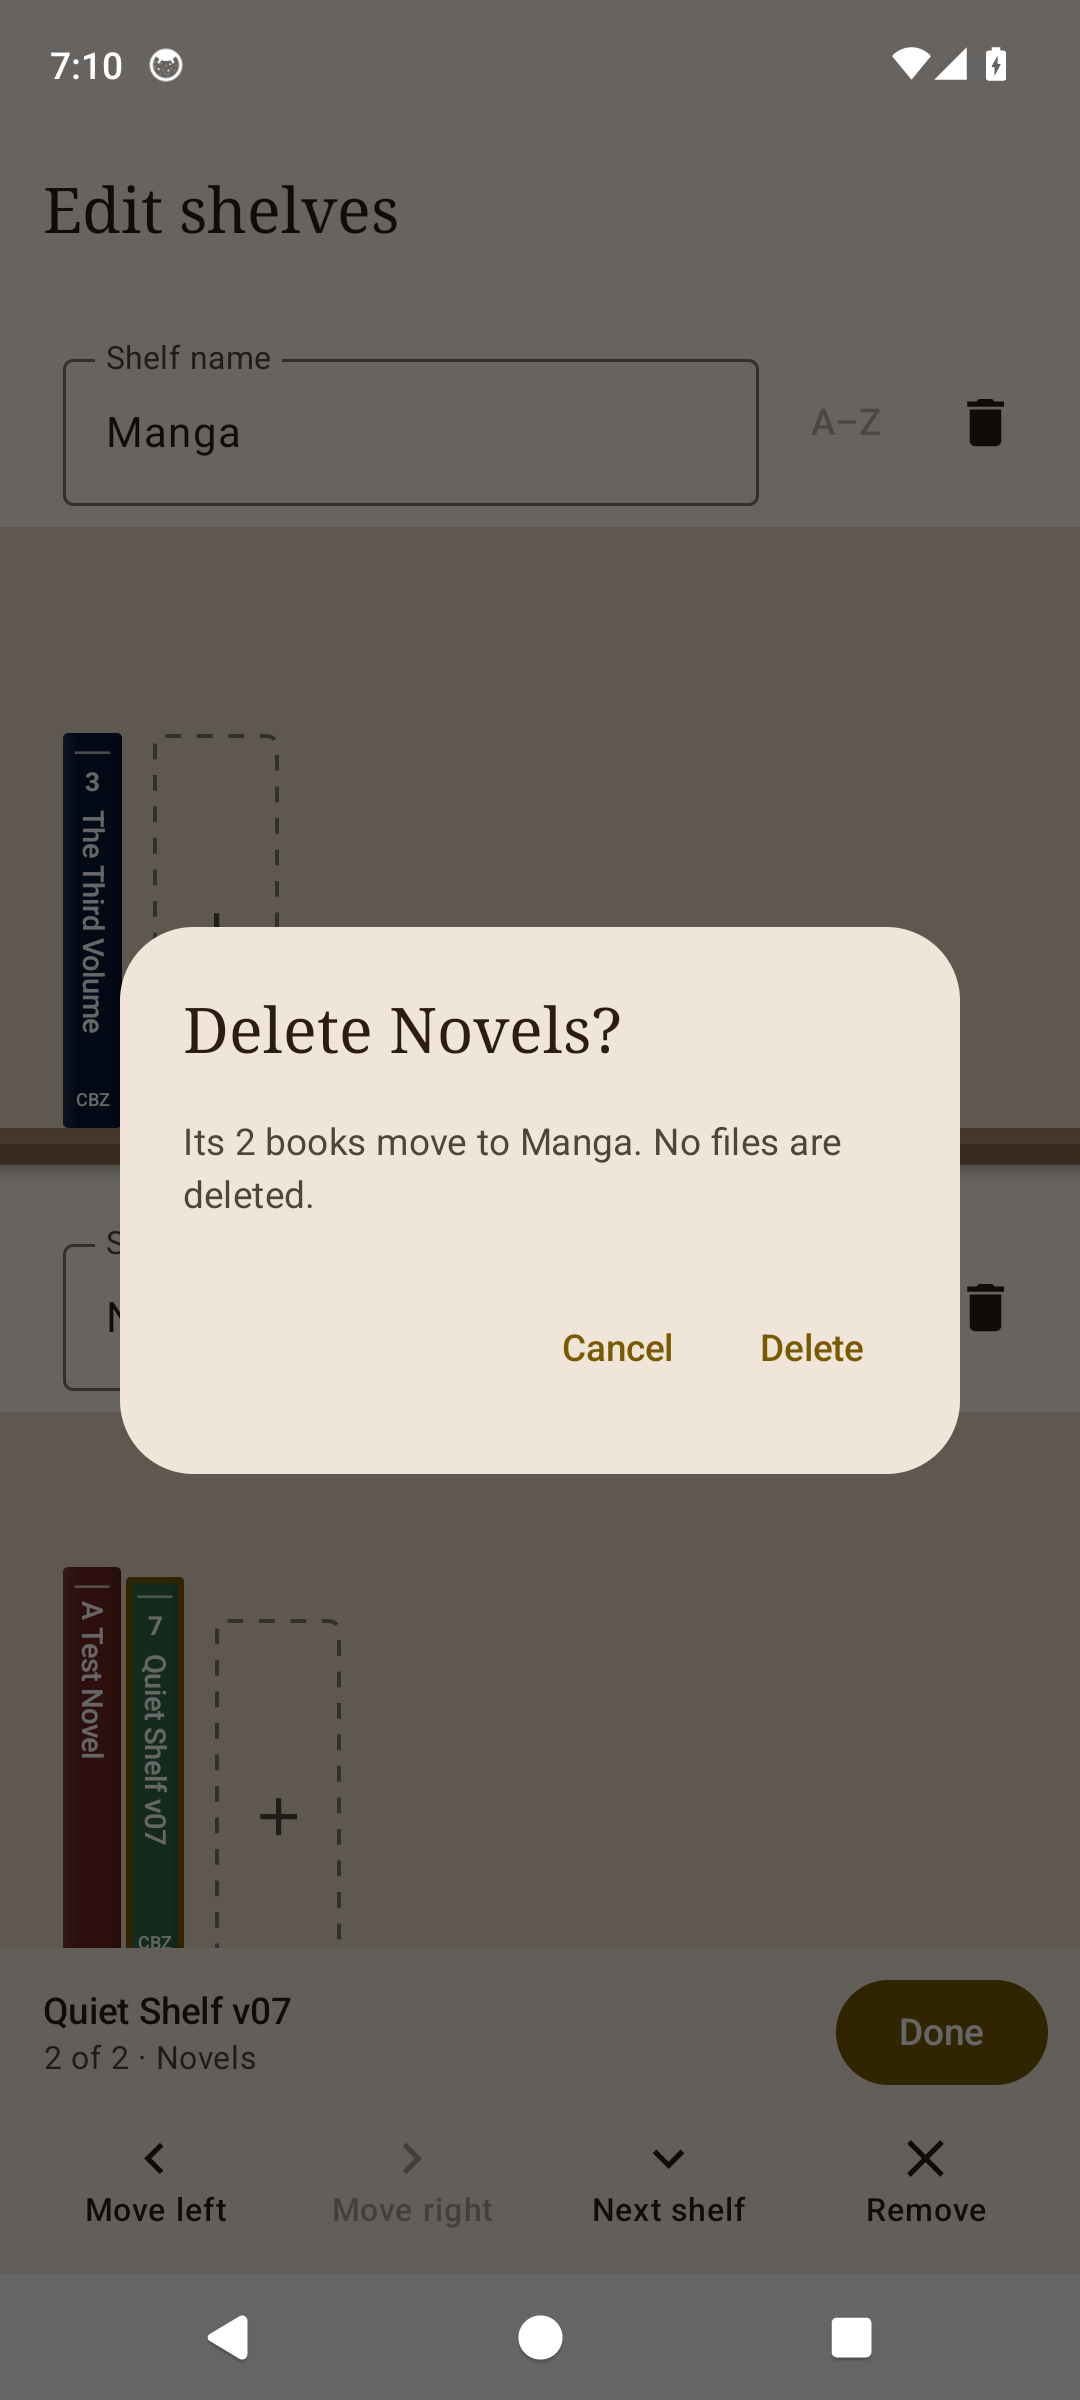 7:10
Edit shelves
Shelf name
Manga
A–Z
3 The Third Volume
CBZ
Delete Novels?
Its 2 books move to Manga. No files are
deleted.
Cancel
Delete
A Test Novel
7 Quiet Shelf v07
CBZ
Quiet Shelf v07
2 of 2 · Novels
Done
Move left
Move right
Next shelf
Remove